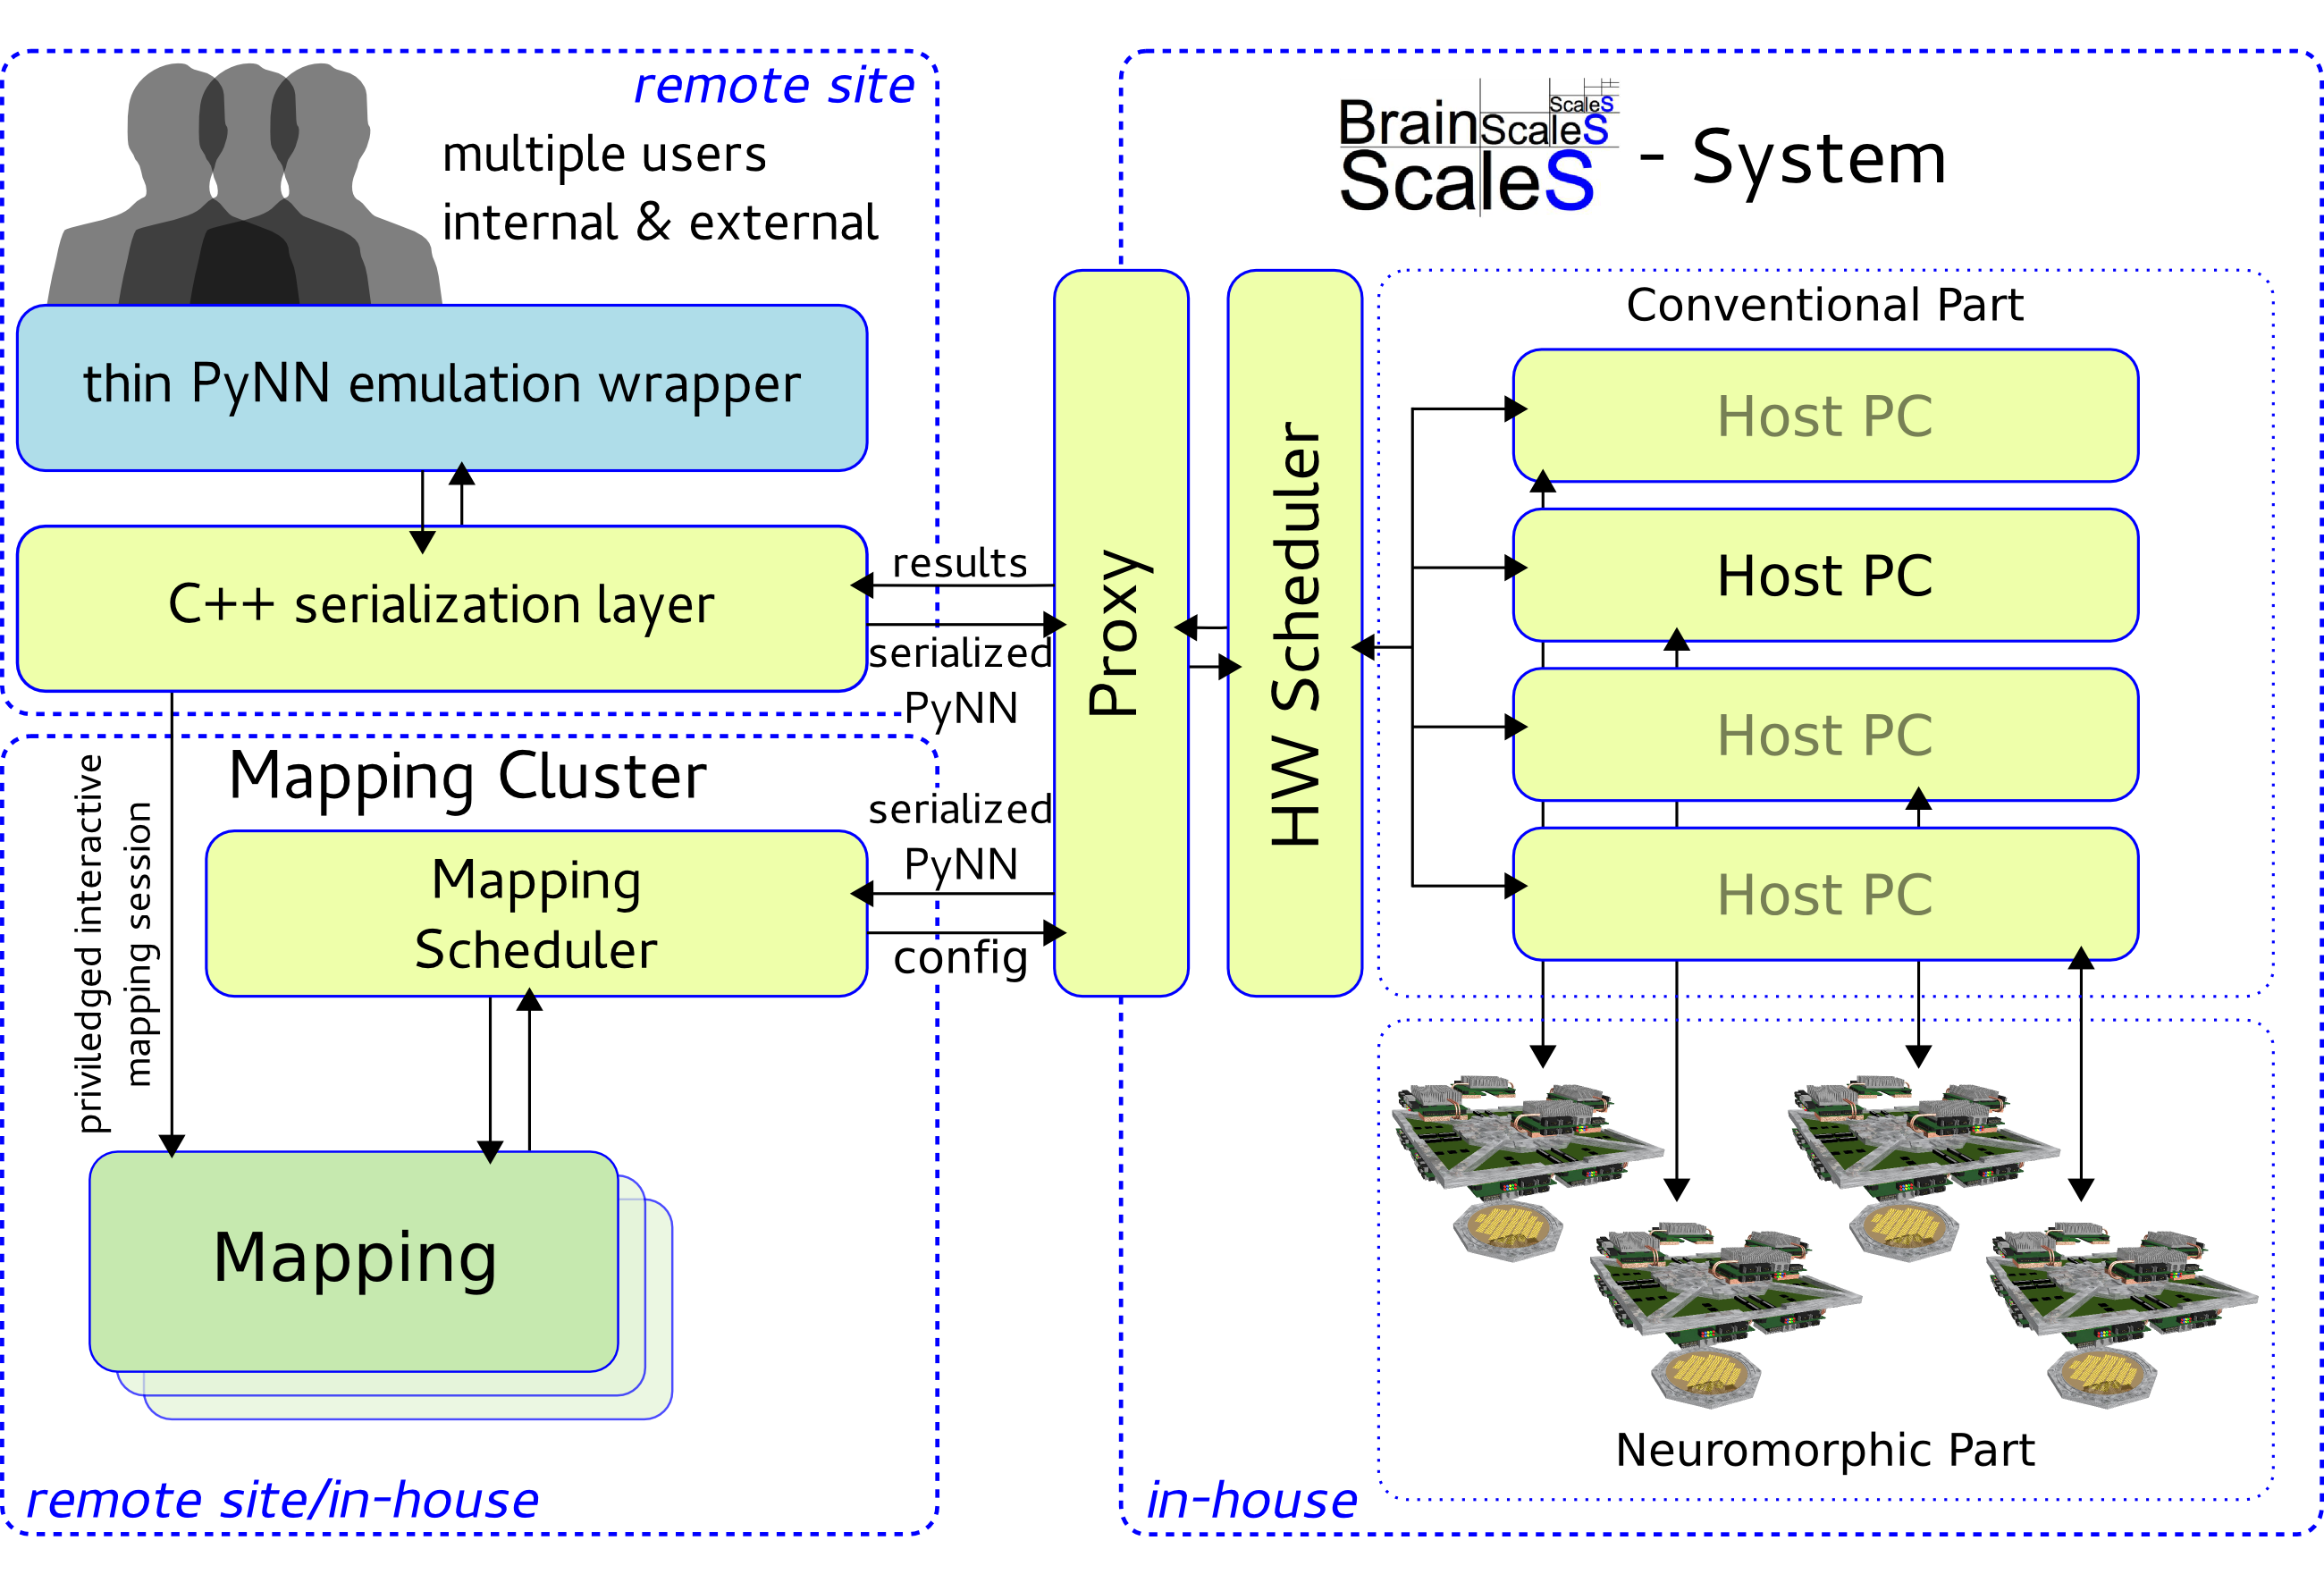 remote site
multiple users
internal & external
thin PyNN emulation wrapper
C++ serialization layer
results
serialized
PyNN
Mapping Cluster
serialized
PyNN
Mapping
Scheduler
config
priviledged interactive
mapping session
Mapping
remote site/in-house
Proxy
HW Scheduler
BrainScaleS
ScaleS
ScaleS
- System
Conventional Part
Host PC
Host PC
Host PC
Host PC
Neuromorphic Part
in-house